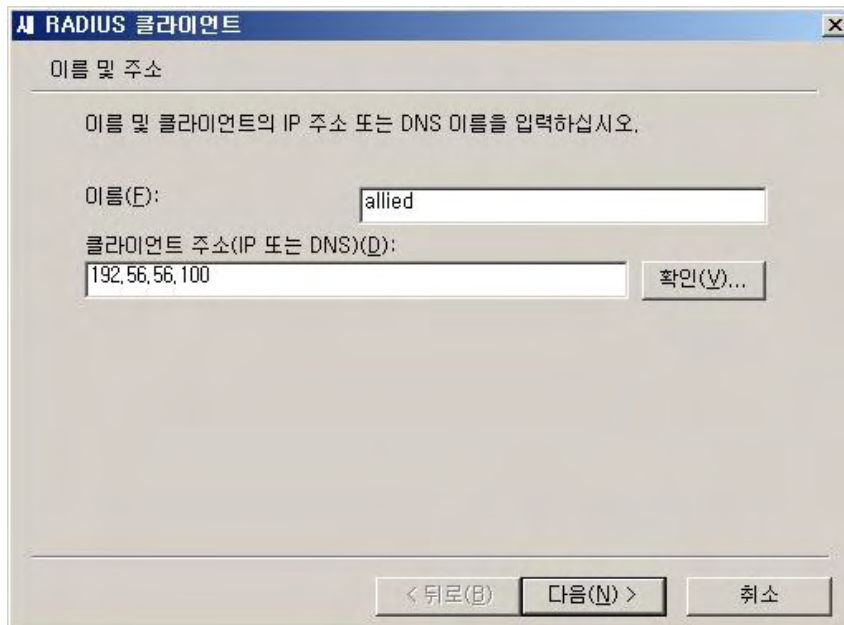 새 RADIUS 클라이언트
이름 및 주소
이름 및 클라이언트의 IP 주소 또는 DNS 이름을 입력하십시오.
이름(F):
allied
클라이언트 주소(IP 또는 DNS)(D):
192.56.56.100
확인(V)...
< 뒤로(B)
다음(N) >
취소